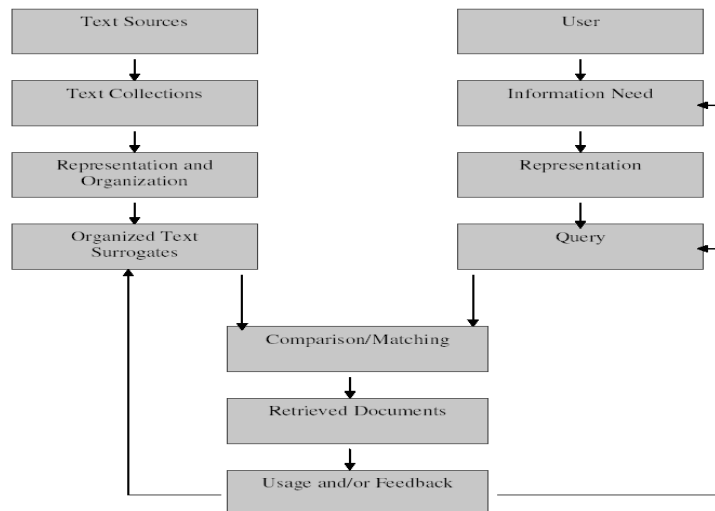 Text Sources
User
Text Collections
Information Need
Representation and
Organization
Representation
Organized Text
Surrogates
Query
Comparison/Matching
Retrieved Documents
Usage and/or Feedback